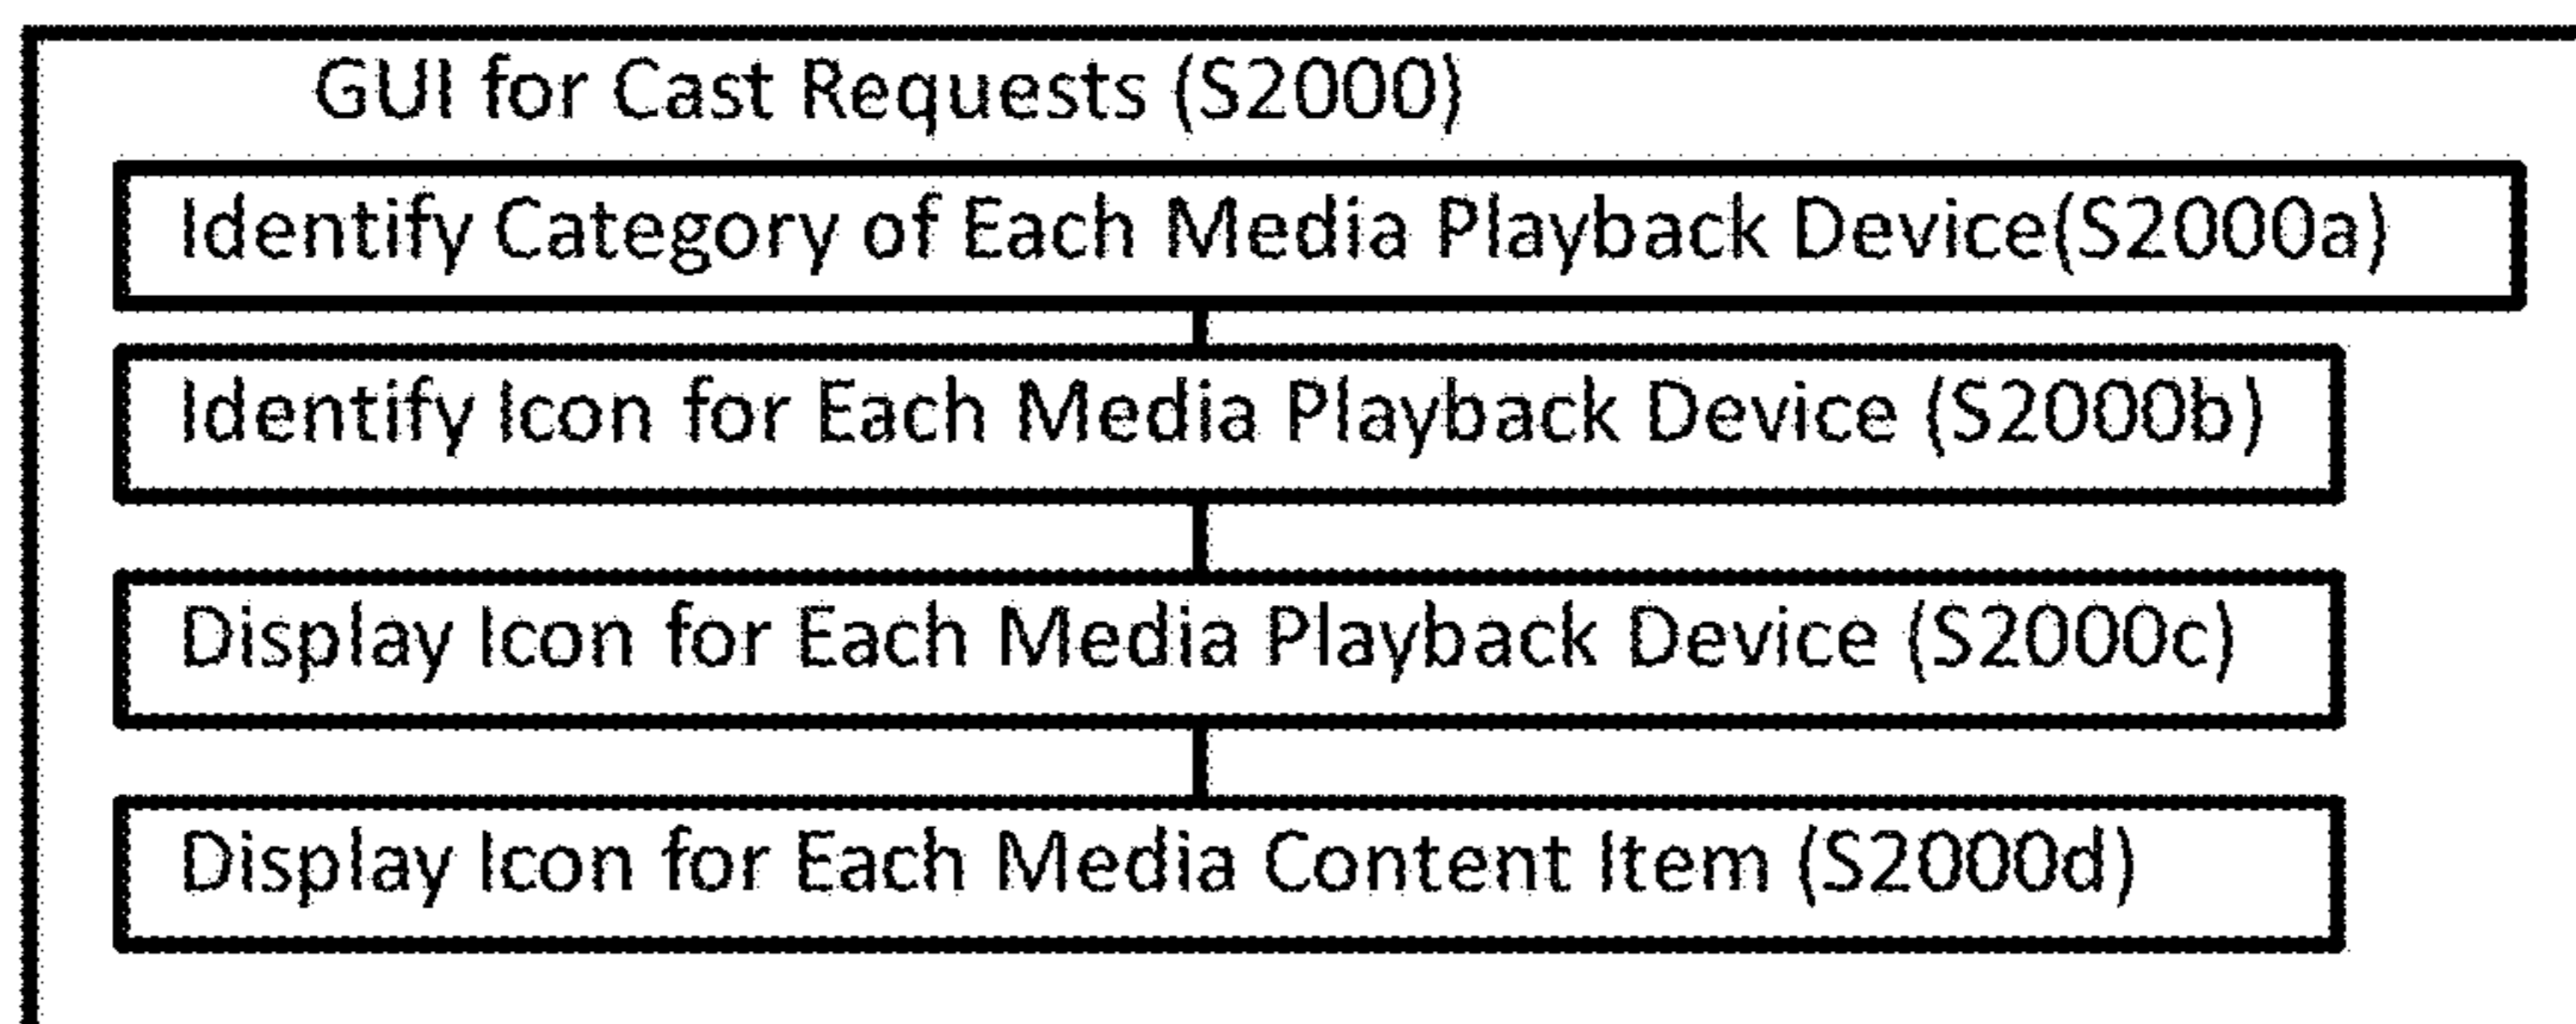 GUI for Cast Requests (S2000)
Identify Category of Each Media Playback Device(S2000a)
Identify Icon for Each Media Playback Device (S2000b)
Display Icon for Each Media Playback Device (S2000c)
Display Icon for Each Media Content Item (S2000d)